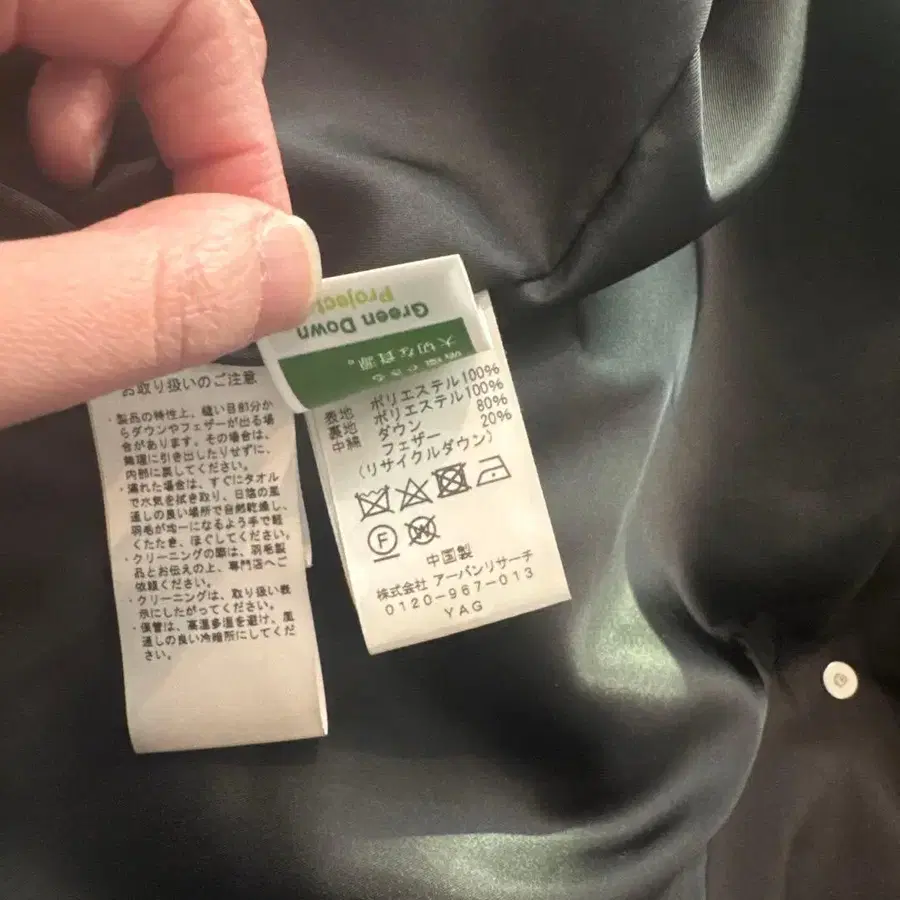 Green Down
Project
循環できる
大切な資源。
お取り扱いのご注意
・製品の特性上、縫い目部分か
らダウンやフェザーが出る場
合があります。その場合は、
無理に引き出したりせずに、
内部に戻してください。
・濡れた場合は、すぐにタオル
で水気を拭き取り、日陰の風
通しの良い場所で自然乾燥し、
羽毛が均一になるよう手で軽
くたたき、ほぐしてください。
・クリーニングの際は、羽毛製
品とお伝えの上、専門店へご
依頼ください。
・クリーニングは、取り扱い表
示にしたがってください。
・保管は、高温多湿を避け、風
通しの良い冷暗所にしてくだ
さい。
表地 ポリエステル100%
裏地 ポリエステル100%
中綿 ダウン 80%
フェザー 20%
(リサイクルダウン)
F
W
中国製
株式会社 アーバンリサーチ
0120-967-013
YAG